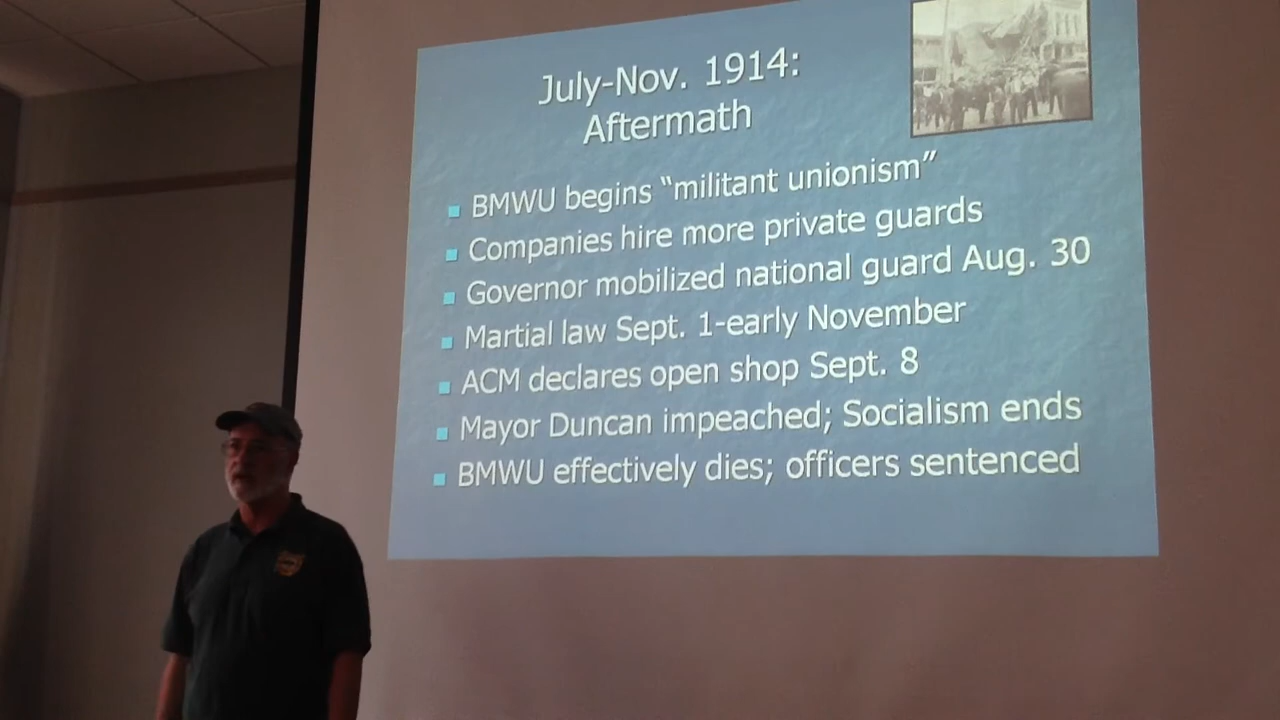 July-Nov. 1914:
Aftermath
BMWU begins “militant unionism”
Companies hire more private guards
Governor mobilized national guard Aug. 30
Martial law Sept. 1-early November
ACM declares open shop Sept. 8
Mayor Duncan impeached; Socialism ends
BMWU effectively dies; officers sentenced